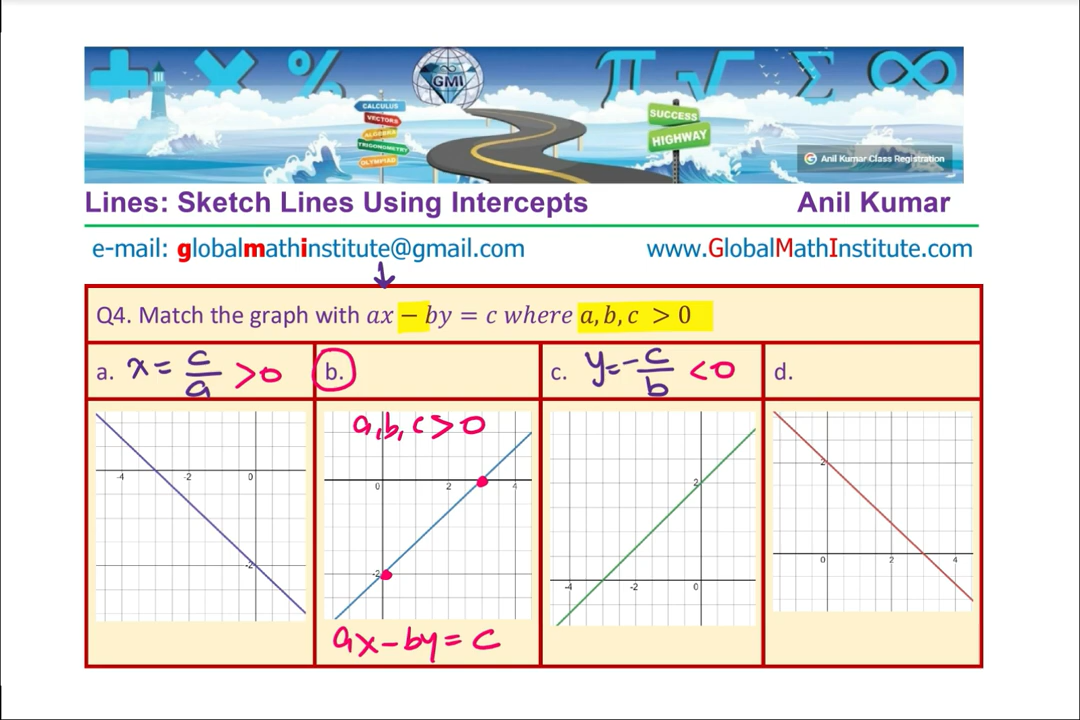 GMI
CALCULUS
VECTORS
ALGEBRA
TRIGONOMETRY
OLYMPIAD
SUCCESS
HIGHWAY
G Anil Kumar Class Registration
+ × % π √ Σ ∞
Lines: Sketch Lines Using Intercepts Anil Kumar
e-mail: globalmathinstitute@gmail.com www.GlobalMathInstitute.com
↓
Q4. Match the graph with ax − by = c where a, b, c > 0
a. x = c/a > 0
b.
c. y = -c/b < 0
d.
-4 -2 0 -2
a, b, c > 0
0 2 4 -2
ax - by = c
2 -4 -2 0
2 0 2 4